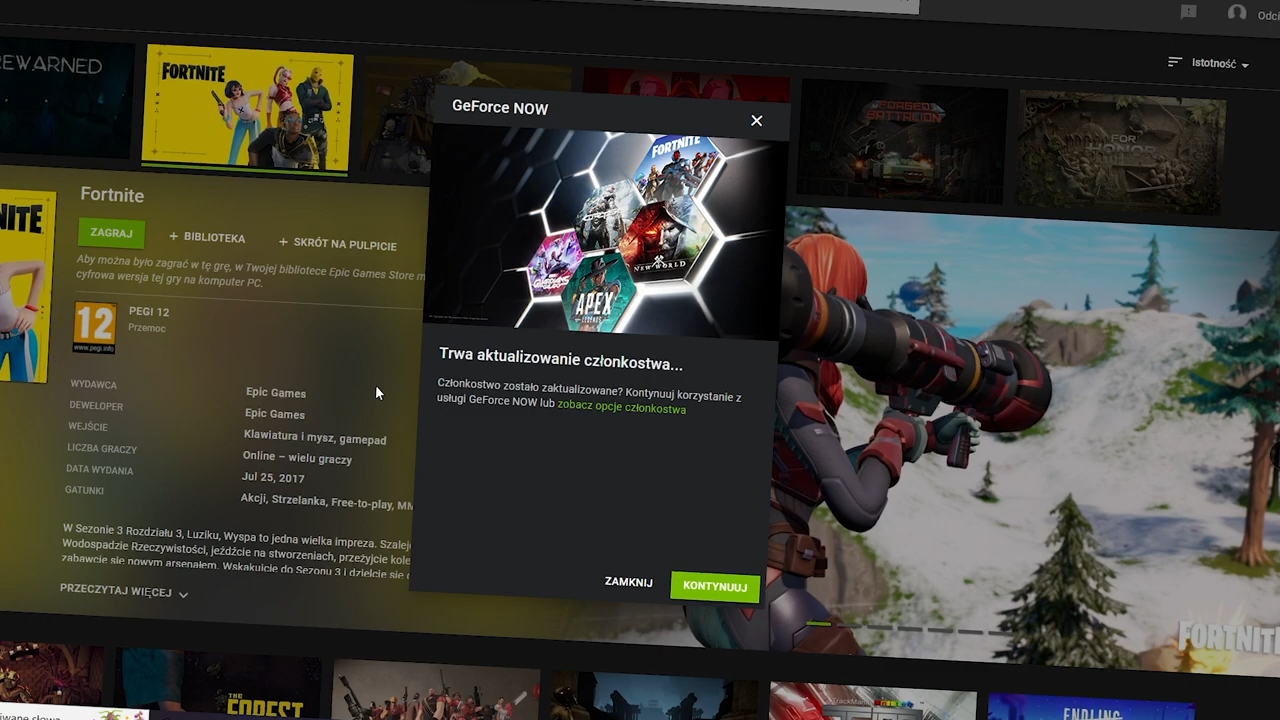 Odci
Istotność
REWARNED
FORTNITE
FORGED
BATTALION
FOR
HONOR
GeForce NOW
FORTNITE
NEW WORLD
APEX
LEGENDS
NITE
Fortnite
ZAGRAJ
+ BIBLIOTEKA
+ SKRÓT NA PULPICIE
Aby można było zagrać w tę grę, w Twojej bibliotece Epic Games Store m
cyfrowa wersja tej gry na komputer PC.
12
www.pegi.info
PEGI 12
Przemoc
WYDAWCA Epic Games
DEWELOPER Epic Games
WEJŚCIE Klawiatura i mysz, gamepad
LICZBA GRACZY Online – wielu graczy
DATA WYDANIA Jul 25, 2017
GATUNKI Akcji, Strzelanka, Free-to-play, MM
W Sezonie 3 Rozdziału 3, Luziku, Wyspa to jedna wielka impreza. Szalej
Wodospadzie Rzeczywistości, jeźdźcie na stworzeniach, przeżyjcie kole
zabawcie się nowym arsenałem. Wskakujcie do Sezonu 3 i dzielcie się
PRZECZYTAJ WIĘCEJ
Trwa aktualizowanie członkostwa...
Członkostwo zostało zaktualizowane? Kontynuuj korzystanie z
usługi GeForce NOW lub zobacz opcje członkostwa
ZAMKNIJ
KONTYNUUJ
FORTNITE
THE
FOREST
ENDLING